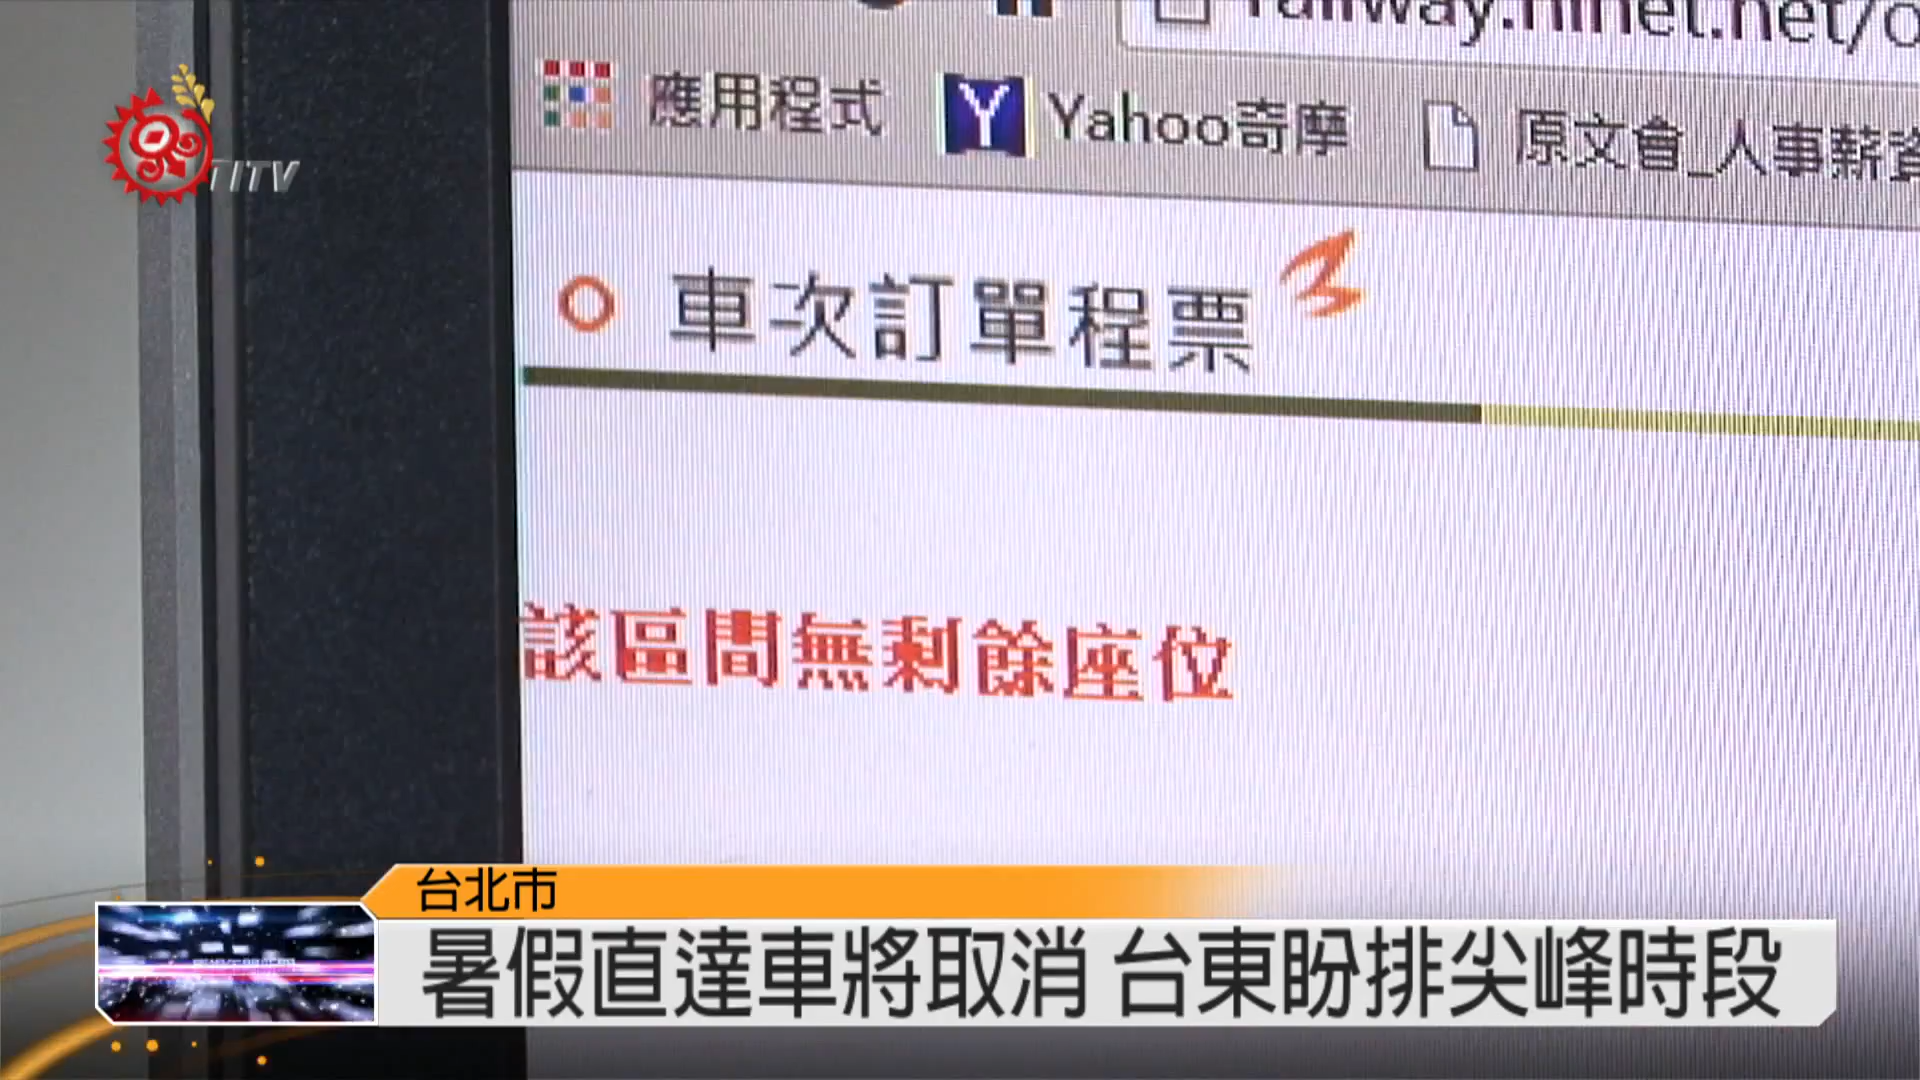 railway.hinet.net/
應用程式 Yahoo奇摩 原文會_人事薪資
TITV
車次訂單程票
該區間無剩餘座位
台北市
暑假直達車將取消 台東盼排尖峰時段